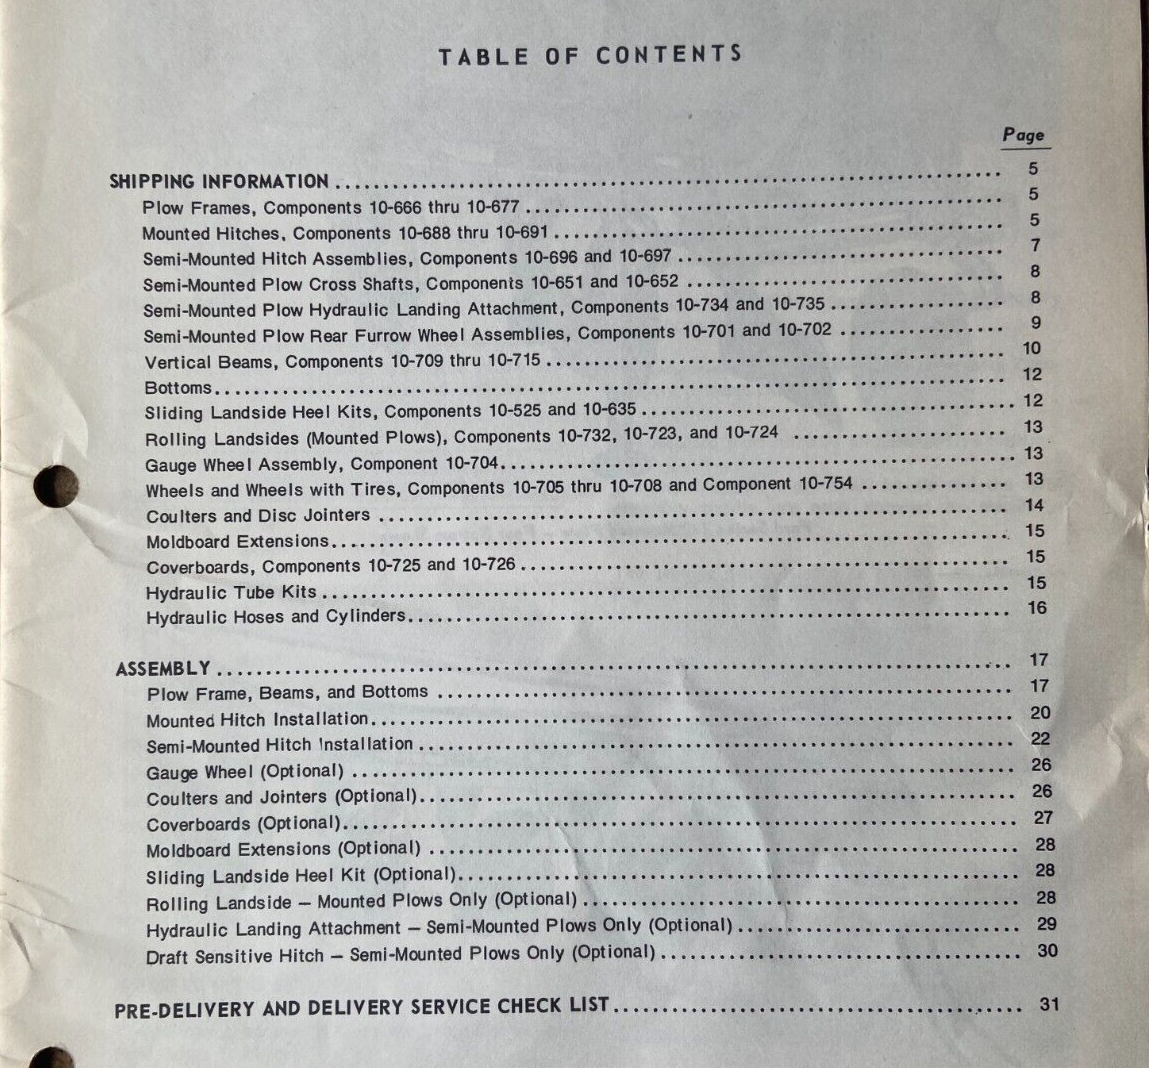 TABLE OF CONTENTS
Page
SHIPPING INFORMATION 5
Plow Frames, Components 10-666 thru 10-677 5
Mounted Hitches, Components 10-688 thru 10-691 5
Semi-Mounted Hitch Assemblies, Components 10-696 and 10-697 7
Semi-Mounted Plow Cross Shafts, Components 10-651 and 10-652 8
Semi-Mounted Plow Hydraulic Landing Attachment, Components 10-734 and 10-735 8
Semi-Mounted Plow Rear Furrow Wheel Assemblies, Components 10-701 and 10-702 9
Vertical Beams, Components 10-709 thru 10-715 10
Bottoms 12
Sliding Landside Heel Kits, Components 10-525 and 10-635 12
Rolling Landsides (Mounted Plows), Components 10-732, 10-723, and 10-724 13
Gauge Wheel Assembly, Component 10-704 13
Wheels and Wheels with Tires, Components 10-705 thru 10-708 and Component 10-754 13
Coulters and Disc Jointers 14
Moldboard Extensions 15
Coverboards, Components 10-725 and 10-726 15
Hydraulic Tube Kits 15
Hydraulic Hoses and Cylinders 16
ASSEMBLY 17
Plow Frame, Beams, and Bottoms 17
Mounted Hitch Installation 20
Semi-Mounted Hitch Installation 22
Gauge Wheel (Optional) 26
Coulters and Jointers (Optional) 26
Coverboards (Optional) 27
Moldboard Extensions (Optional) 28
Sliding Landside Heel Kit (Optional) 28
Rolling Landside — Mounted Plows Only (Optional) 28
Hydraulic Landing Attachment — Semi-Mounted Plows Only (Optional) 29
Draft Sensitive Hitch — Semi-Mounted Plows Only (Optional) 30
PRE-DELIVERY AND DELIVERY SERVICE CHECK LIST 31